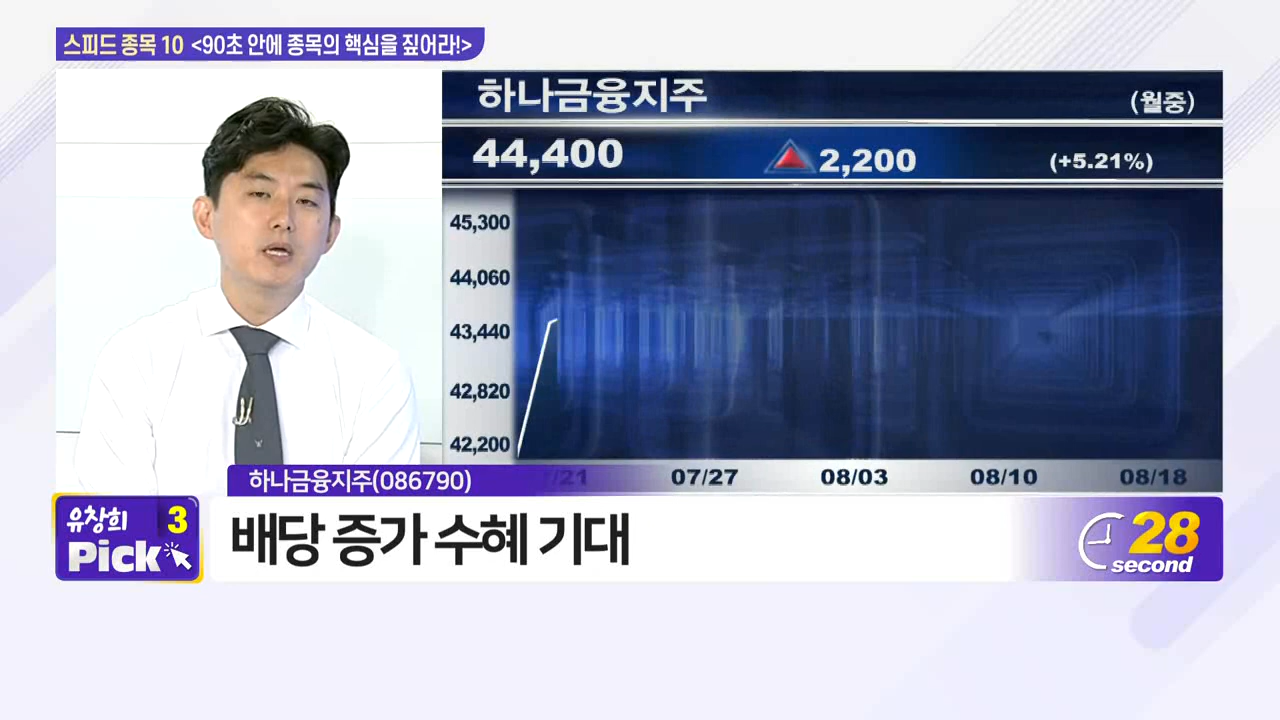 스피드 종목 10 <90초 안에 종목의 핵심을 짚어라!>
하나금융지주 (월중)
44,400 ▲ 2,200 (+5.21%)
45,300
44,060
43,440
42,820
42,200
/21 07/27 08/03 08/10 08/18
하나금융지주(086790)
유창희 3
Pick
배당 증가 수혜 기대
28
second